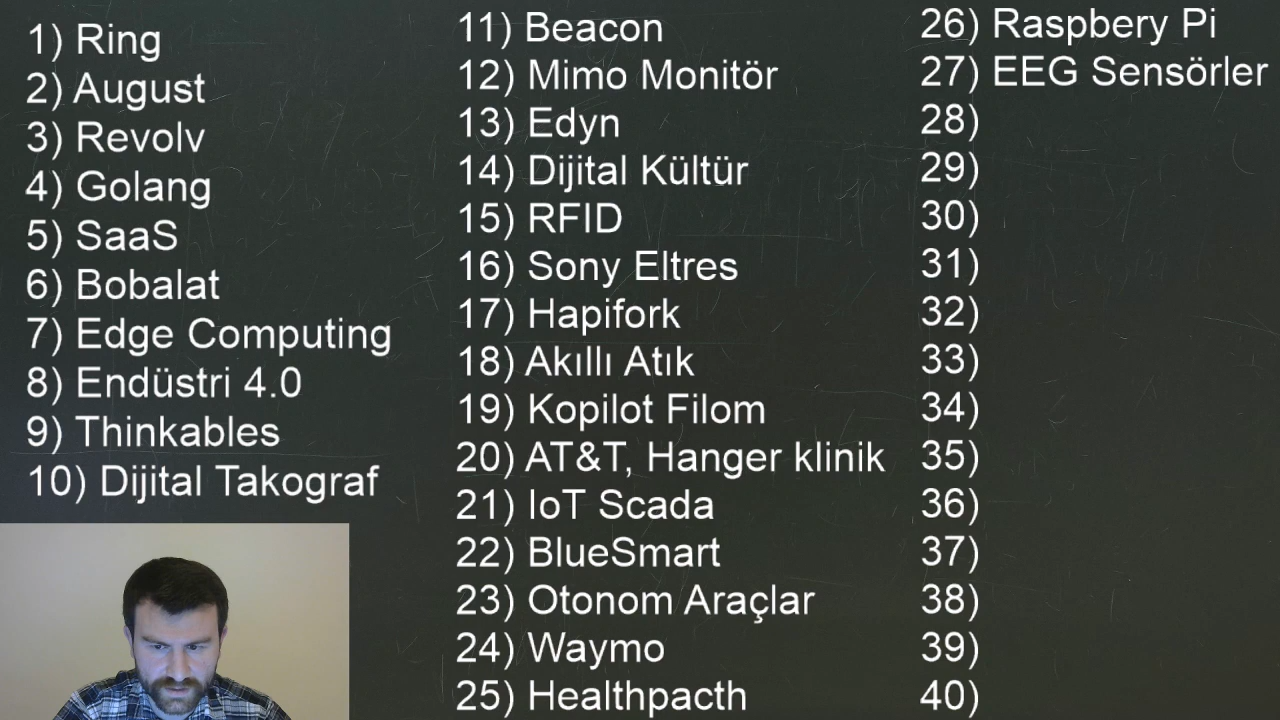 1) Ring
2) August
3) Revolv
4) Golang
5) SaaS
6) Bobalat
7) Edge Computing
8) Endüstri 4.0
9) Thinkables
10) Dijital Takograf
11) Beacon
12) Mimo Monitör
13) Edyn
14) Dijital Kültür
15) RFID
16) Sony Eltres
17) Hapifork
18) Akıllı Atık
19) Kopilot Filom
20) AT&T, Hanger klinik
21) IoT Scada
22) BlueSmart
23) Otonom Araçlar
24) Waymo
25) Healthpacth
26) Raspbery Pi
27) EEG Sensörler
28)
29)
30)
31)
32)
33)
34)
35)
36)
37)
38)
39)
40)